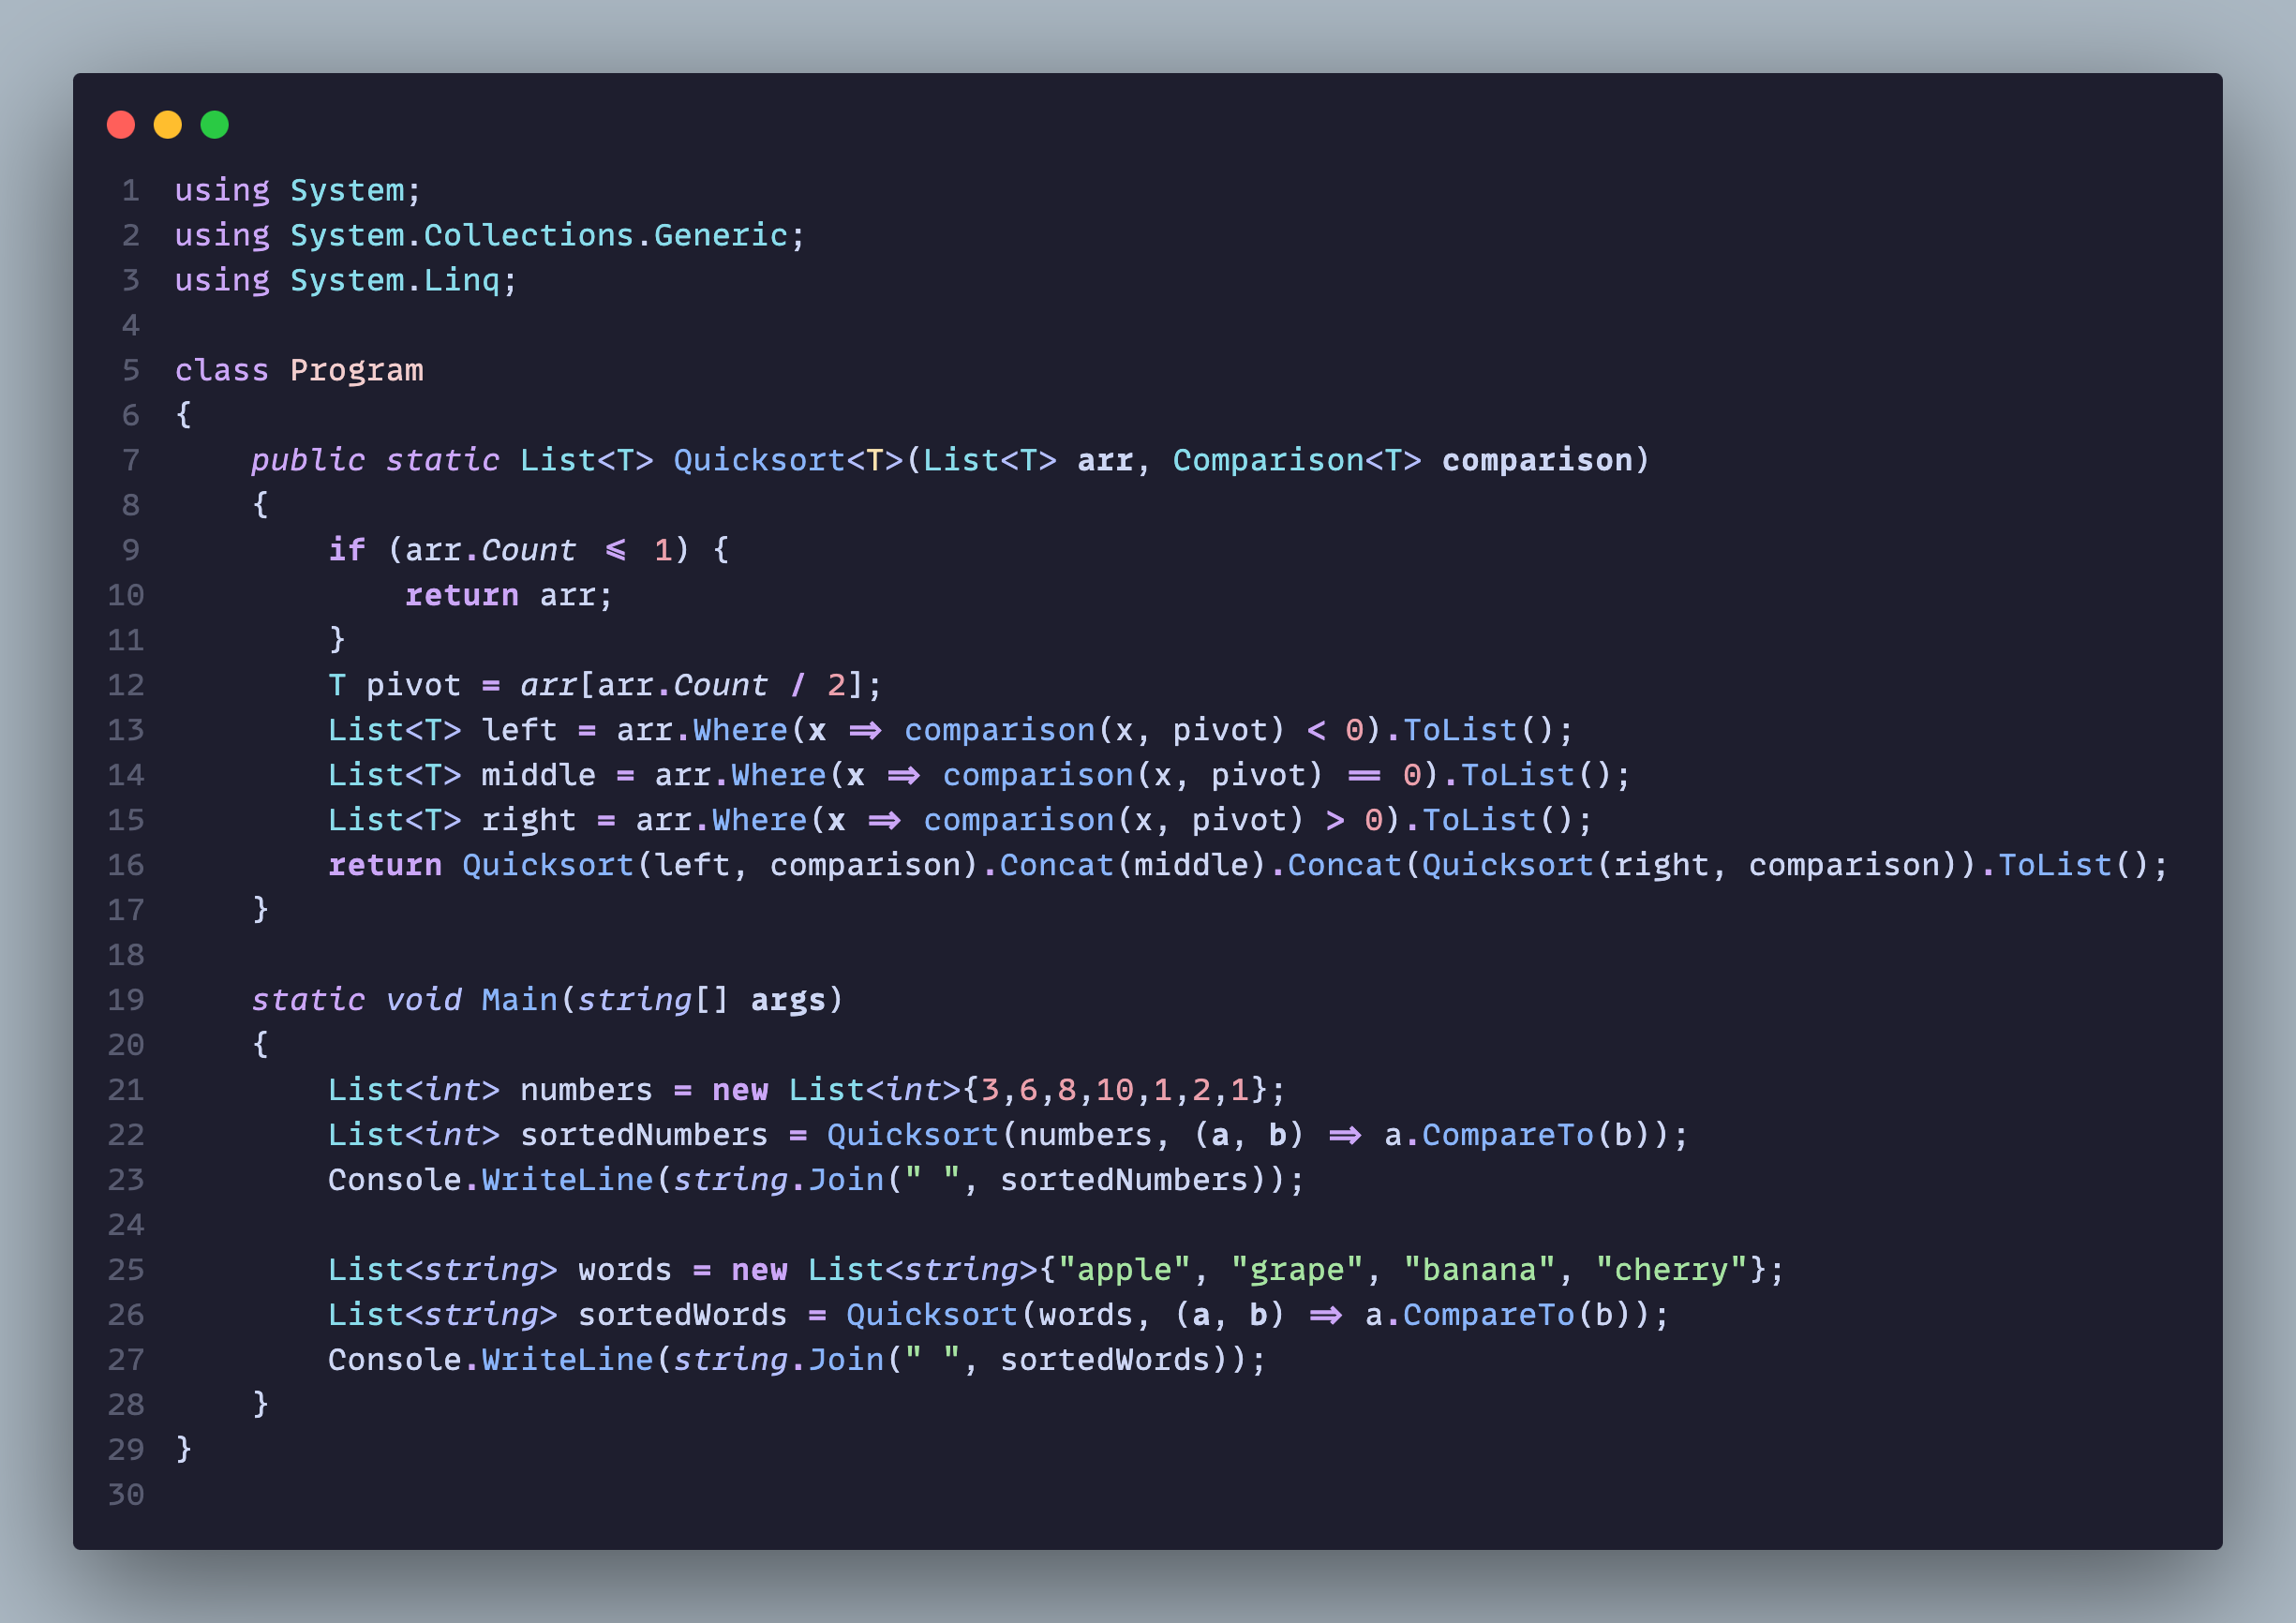 1 using System;
2 using System.Collections.Generic;
3 using System.Linq;
4
5 class Program
6 {
7     public static List<T> Quicksort<T>(List<T> arr, Comparison<T> comparison)
8     {
9         if (arr.Count <= 1) {
10             return arr;
11         }
12         T pivot = arr[arr.Count / 2];
13         List<T> left = arr.Where(x => comparison(x, pivot) < 0).ToList();
14         List<T> middle = arr.Where(x => comparison(x, pivot) == 0).ToList();
15         List<T> right = arr.Where(x => comparison(x, pivot) > 0).ToList();
16         return Quicksort(left, comparison).Concat(middle).Concat(Quicksort(right, comparison)).ToList();
17     }
18
19     static void Main(string[] args)
20     {
21         List<int> numbers = new List<int>{3,6,8,10,1,2,1};
22         List<int> sortedNumbers = Quicksort(numbers, (a, b) => a.CompareTo(b));
23         Console.WriteLine(string.Join(" ", sortedNumbers));
24
25         List<string> words = new List<string>{"apple", "grape", "banana", "cherry"};
26         List<string> sortedWords = Quicksort(words, (a, b) => a.CompareTo(b));
27         Console.WriteLine(string.Join(" ", sortedWords));
28     }
29 }
30